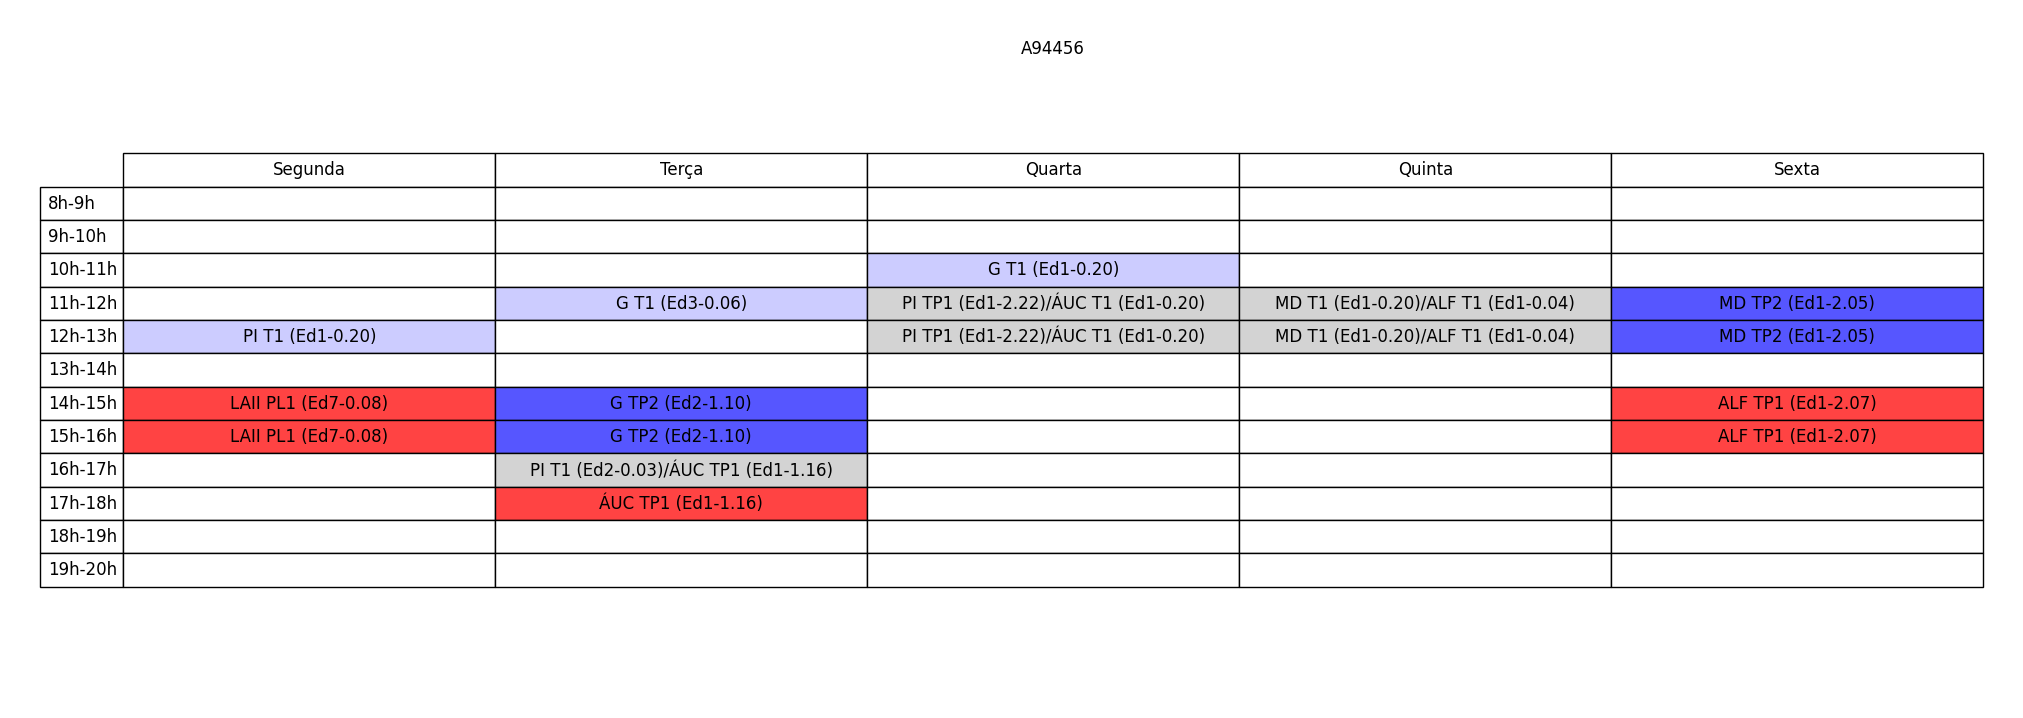 A94456
Segunda Terça Quarta Quinta Sexta
8h-9h
9h-10h
10h-11h G T1 (Ed1-0.20)
11h-12h G T1 (Ed3-0.06) PI TP1 (Ed1-2.22)/ÁUC T1 (Ed1-0.20) MD T1 (Ed1-0.20)/ALF T1 (Ed1-0.04) MD TP2 (Ed1-2.05)
12h-13h PI T1 (Ed1-0.20) PI TP1 (Ed1-2.22)/ÁUC T1 (Ed1-0.20) MD T1 (Ed1-0.20)/ALF T1 (Ed1-0.04) MD TP2 (Ed1-2.05)
13h-14h
14h-15h LAII PL1 (Ed7-0.08) G TP2 (Ed2-1.10) ALF TP1 (Ed1-2.07)
15h-16h LAII PL1 (Ed7-0.08) G TP2 (Ed2-1.10) ALF TP1 (Ed1-2.07)
16h-17h PI T1 (Ed2-0.03)/ÁUC TP1 (Ed1-1.16)
17h-18h ÁUC TP1 (Ed1-1.16)
18h-19h
19h-20h